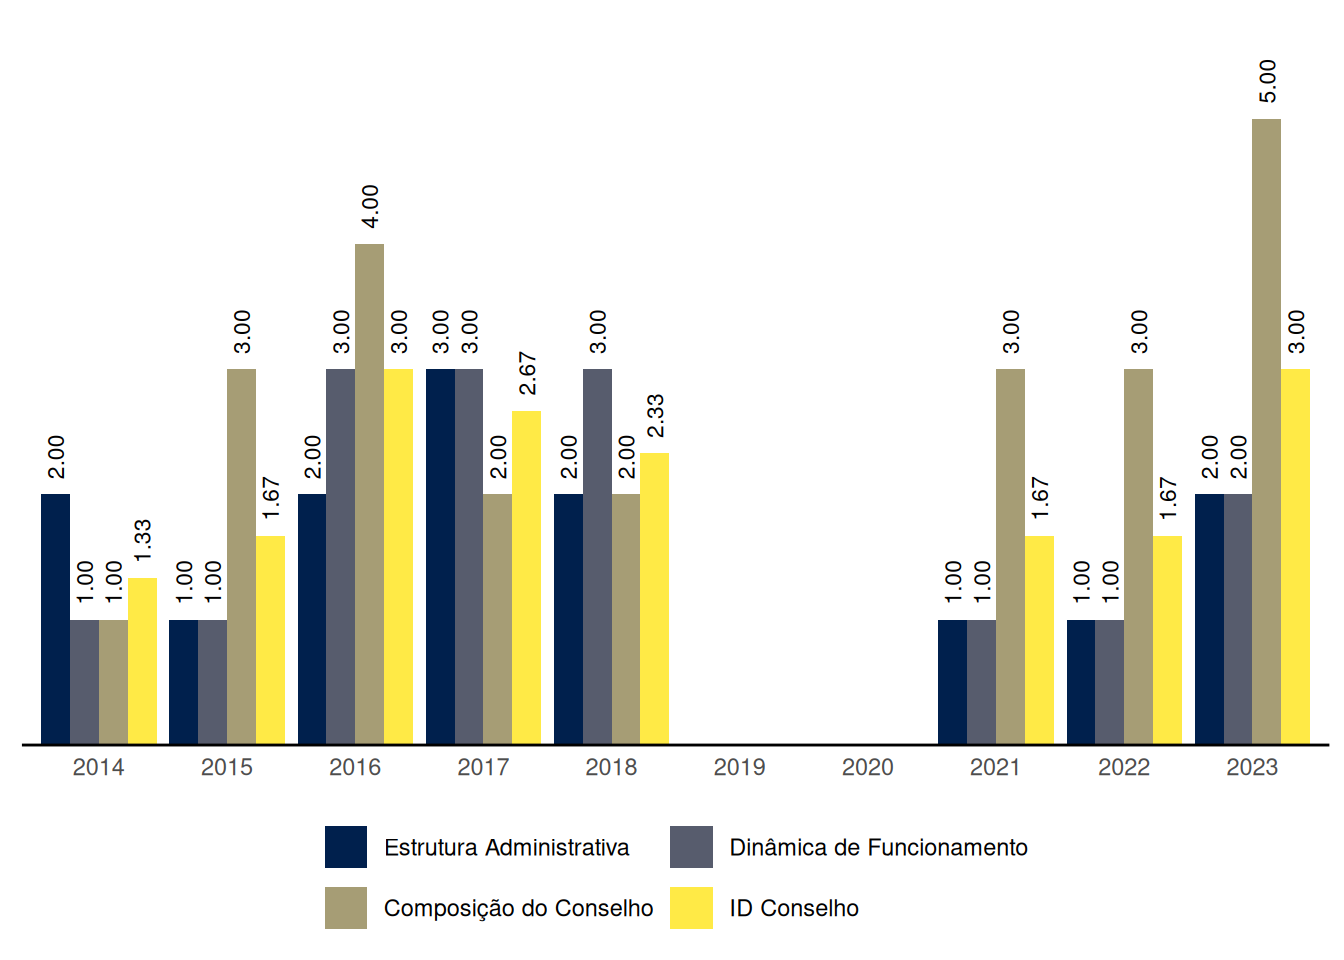 5.00
4.00
3.00 3.00 3.00 3.00 3.00 3.00 3.00 3.00 3.00
2.67
2.33
2.00 2.00 2.00 2.00 2.00 2.00 2.00
1.67 1.67 1.67
1.33
1.00 1.00 1.00 1.00 1.00 1.00 1.00 1.00
2014 2015 2016 2017 2018 2019 2020 2021 2022 2023
Estrutura Administrativa Dinâmica de Funcionamento
Composição do Conselho ID Conselho